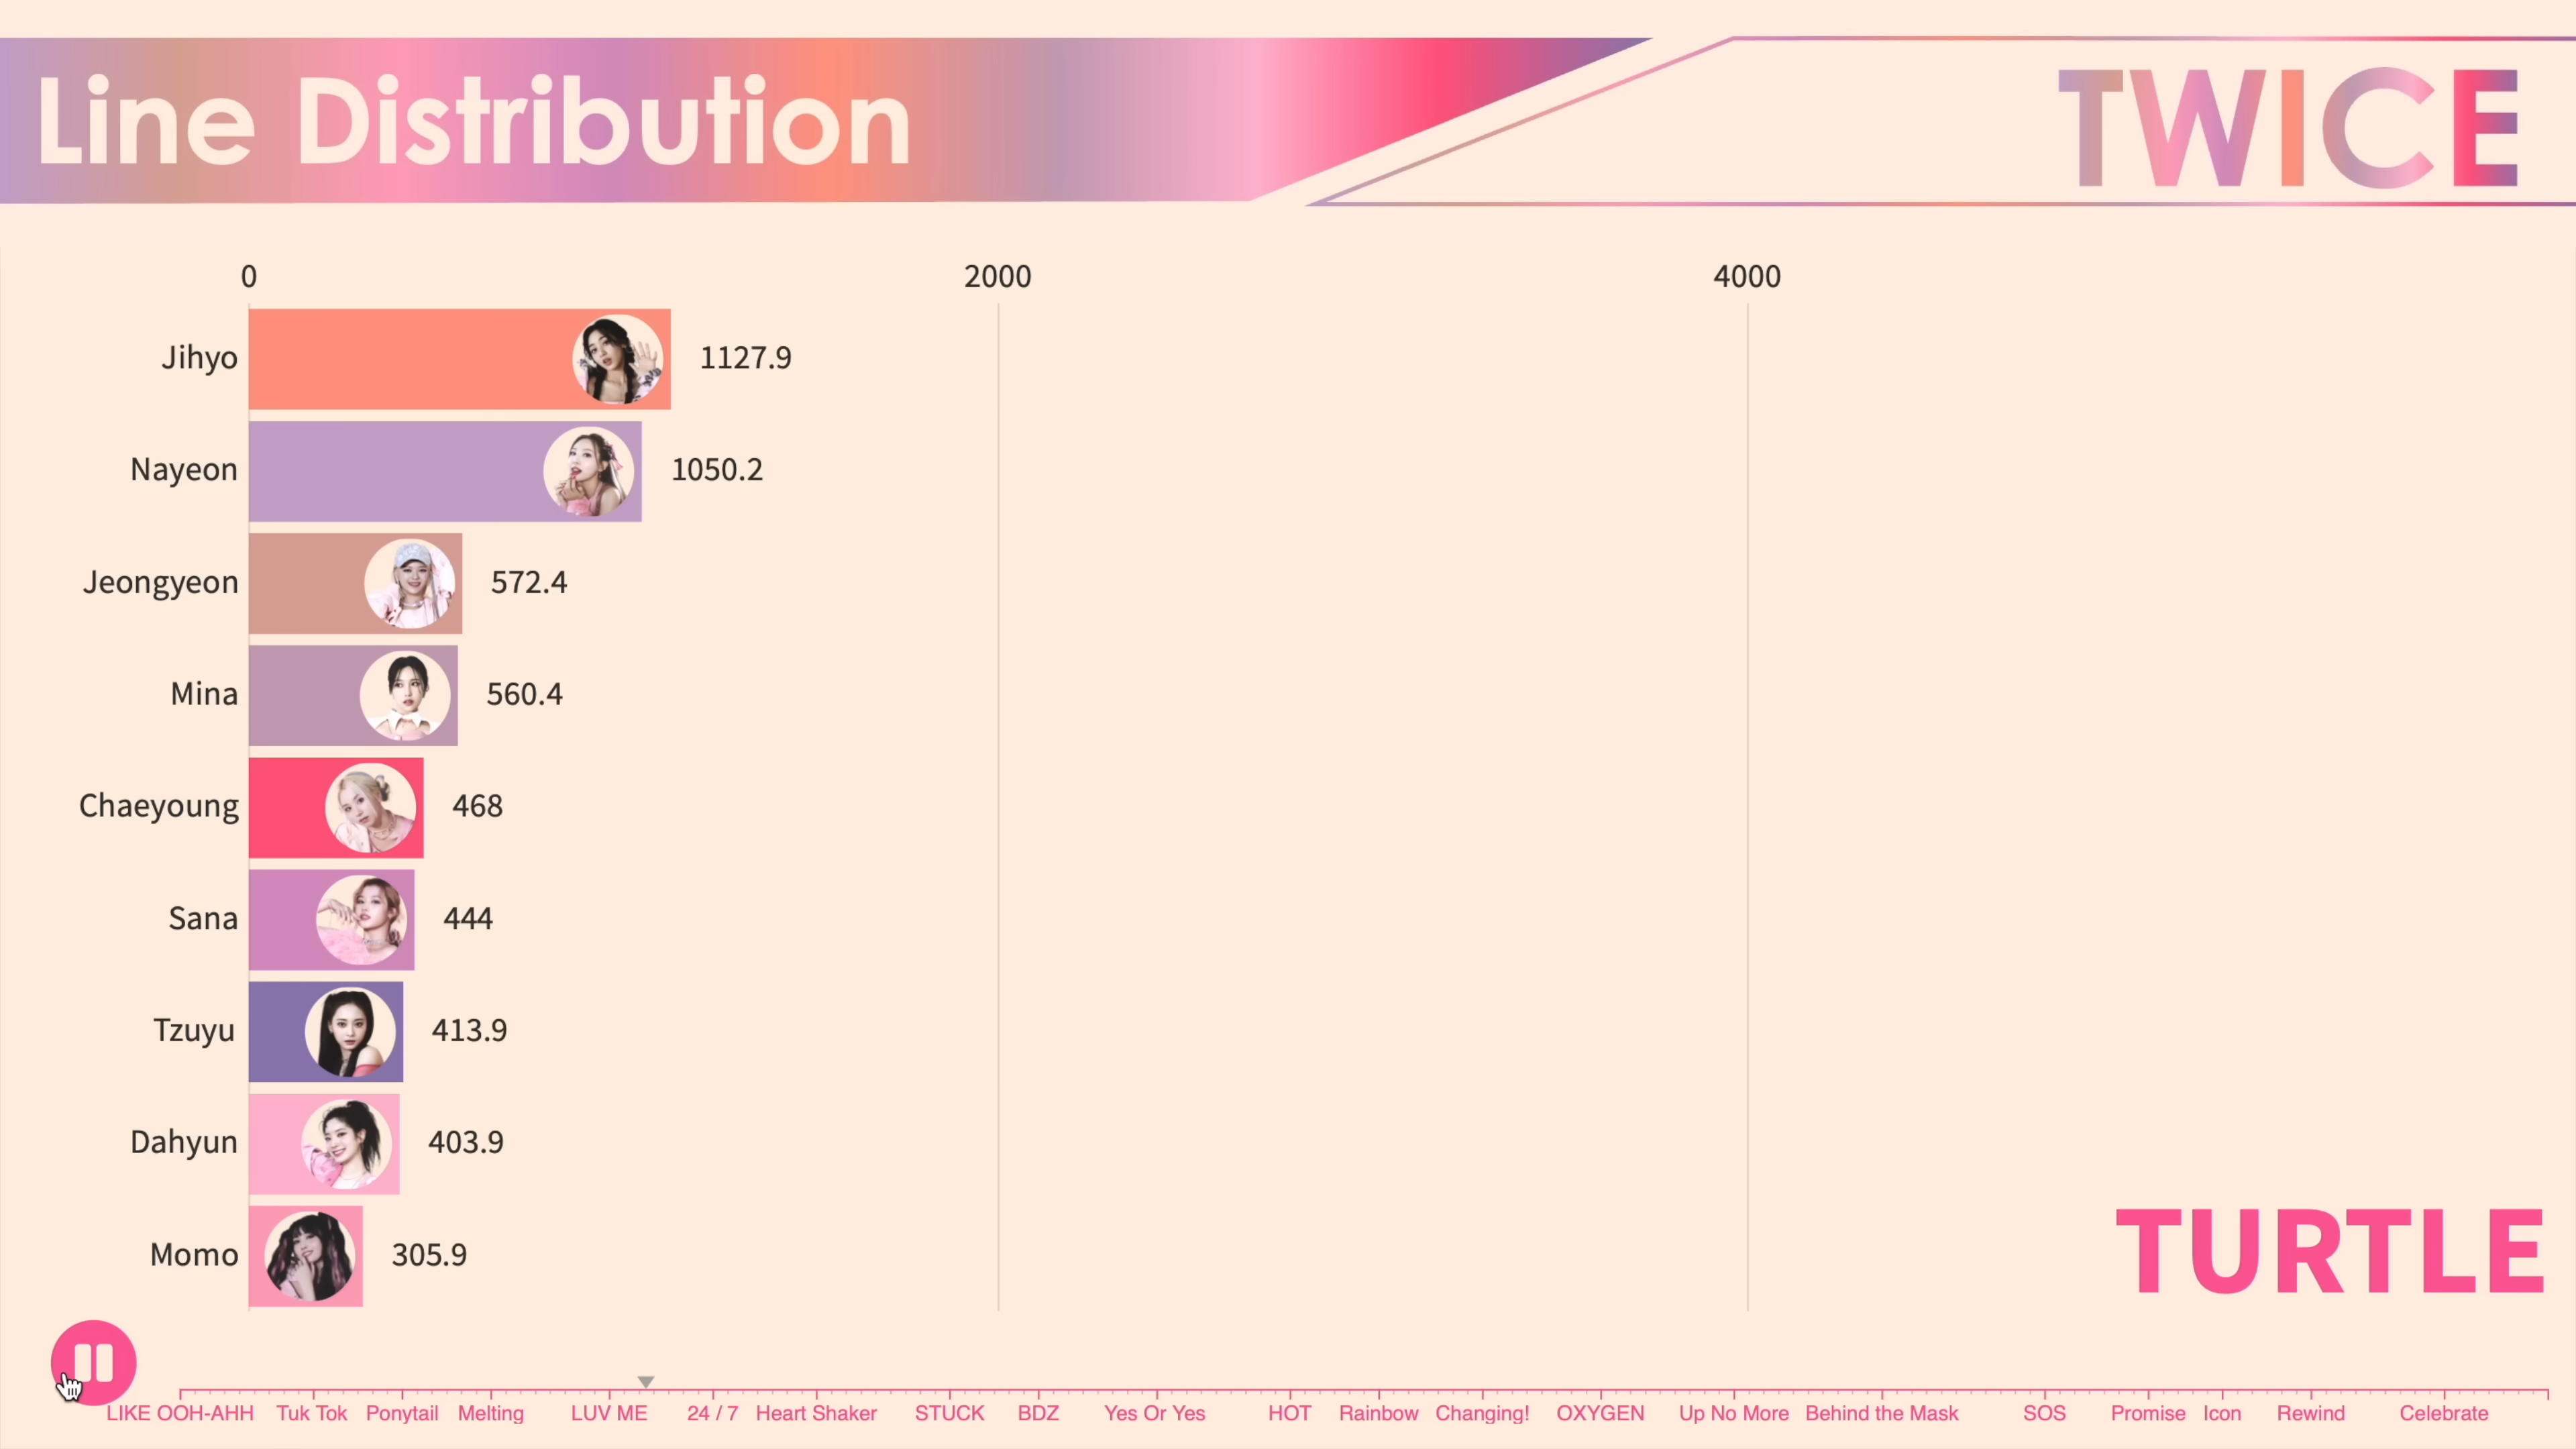 Line Distribution
TWICE
0 2000 4000
Jihyo 1127.9
Nayeon 1050.2
Jeongyeon 572.4
Mina 560.4
Chaeyoung 468
Sana 444
Tzuyu 413.9
Dahyun 403.9
Momo 305.9
TURTLE
LIKE OOH-AHH Tuk Tok Ponytail Melting LUV ME 24 / 7 Heart Shaker STUCK BDZ Yes Or Yes HOT Rainbow Changing! OXYGEN Up No More Behind the Mask SOS Promise Icon Rewind Celebrate